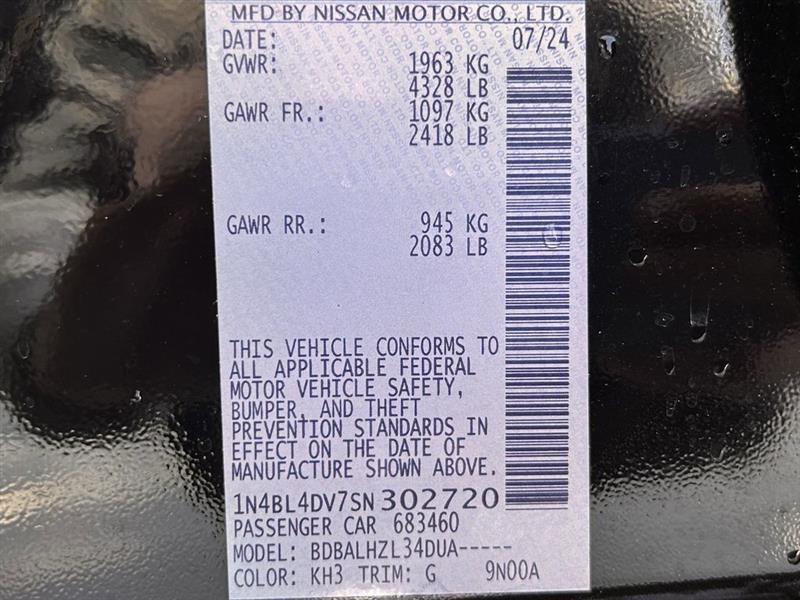 MFD BY NISSAN MOTOR CO., LTD.
DATE: 07/24
GVWR: 1963 KG
4328 LB
GAWR FR.: 1097 KG
2418 LB
GAWR RR.: 945 KG
2083 LB
THIS VEHICLE CONFORMS TO
ALL APPLICABLE FEDERAL
MOTOR VEHICLE SAFETY,
BUMPER, AND THEFT
PREVENTION STANDARDS IN
EFFECT ON THE DATE OF
MANUFACTURE SHOWN ABOVE.
1N4BL4DV7SN302720
PASSENGER CAR 683460
MODEL: BDBALHZL34DUA-----
COLOR: KH3 TRIM: G 9N00A